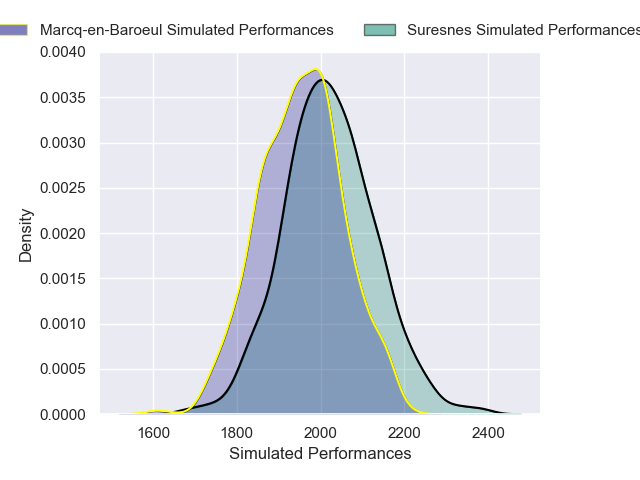 Marcq-en-Baroeul Simulated Performances Suresnes Simulated Performances
0.0040
0.0035
0.0030
0.0025
0.0020
0.0015
0.0010
0.0005
0.0000
Density
1600 1800 2000 2200 2400
Simulated Performances